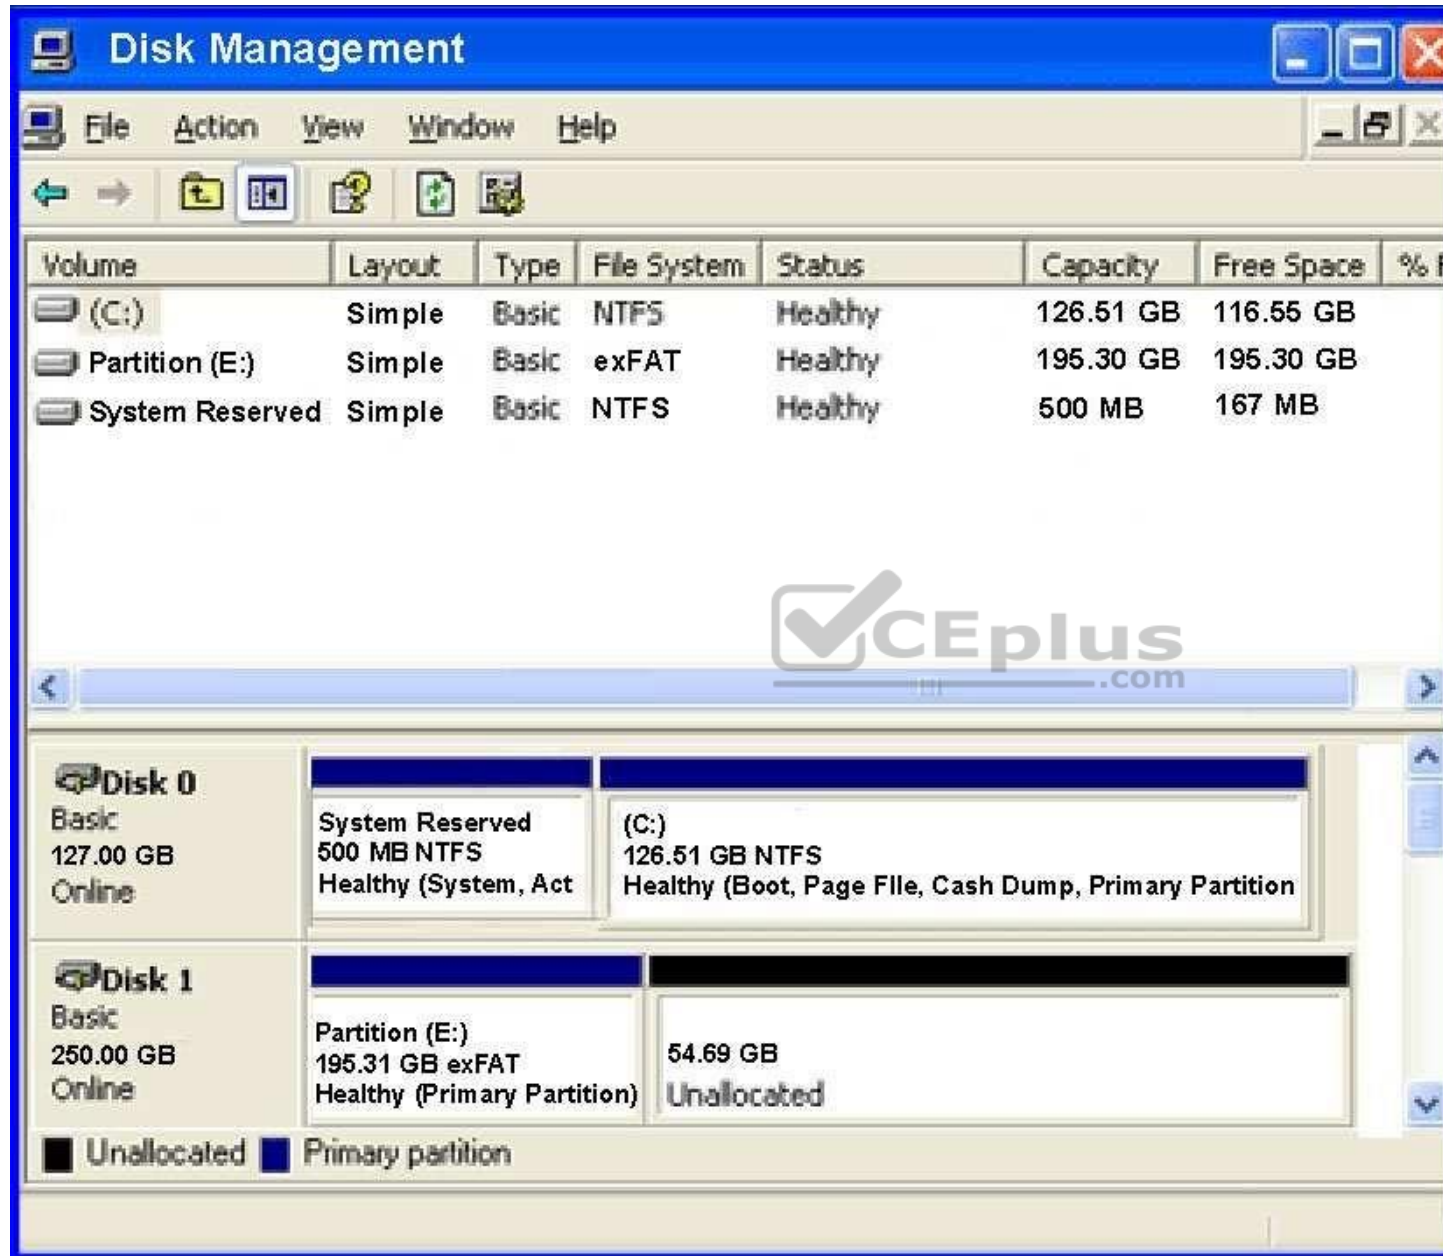 Disk Management
File Action View Window Help
Volume Layout Type File System Status Capacity Free Space %
(C:) Simple Basic NTFS Healthy 126.51 GB 116.55 GB
Partition (E:) Simple Basic exFAT Healthy 195.30 GB 195.30 GB
System Reserved Simple Basic NTFS Healthy 500 MB 167 MB
CEplus
.com
Disk 0
Basic
127.00 GB
Online
System Reserved
500 MB NTFS
Healthy (System, Act
(C:)
126.51 GB NTFS
Healthy (Boot, Page FIle, Cash Dump, Primary Partition
Disk 1
Basic
250.00 GB
Online
Partition (E:)
195.31 GB exFAT
Healthy (Primary Partition)
54.69 GB
Unallocated
Unallocated Primary partition